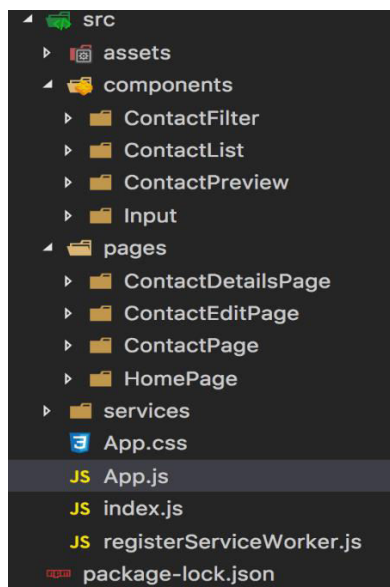 src
assets
components
ContactFilter
ContactList
ContactPreview
Input
pages
ContactDetailsPage
ContactEditPage
ContactPage
HomePage
services
App.css
JS App.js
JS index.js
JS registerServiceWorker.js
package-lock.json